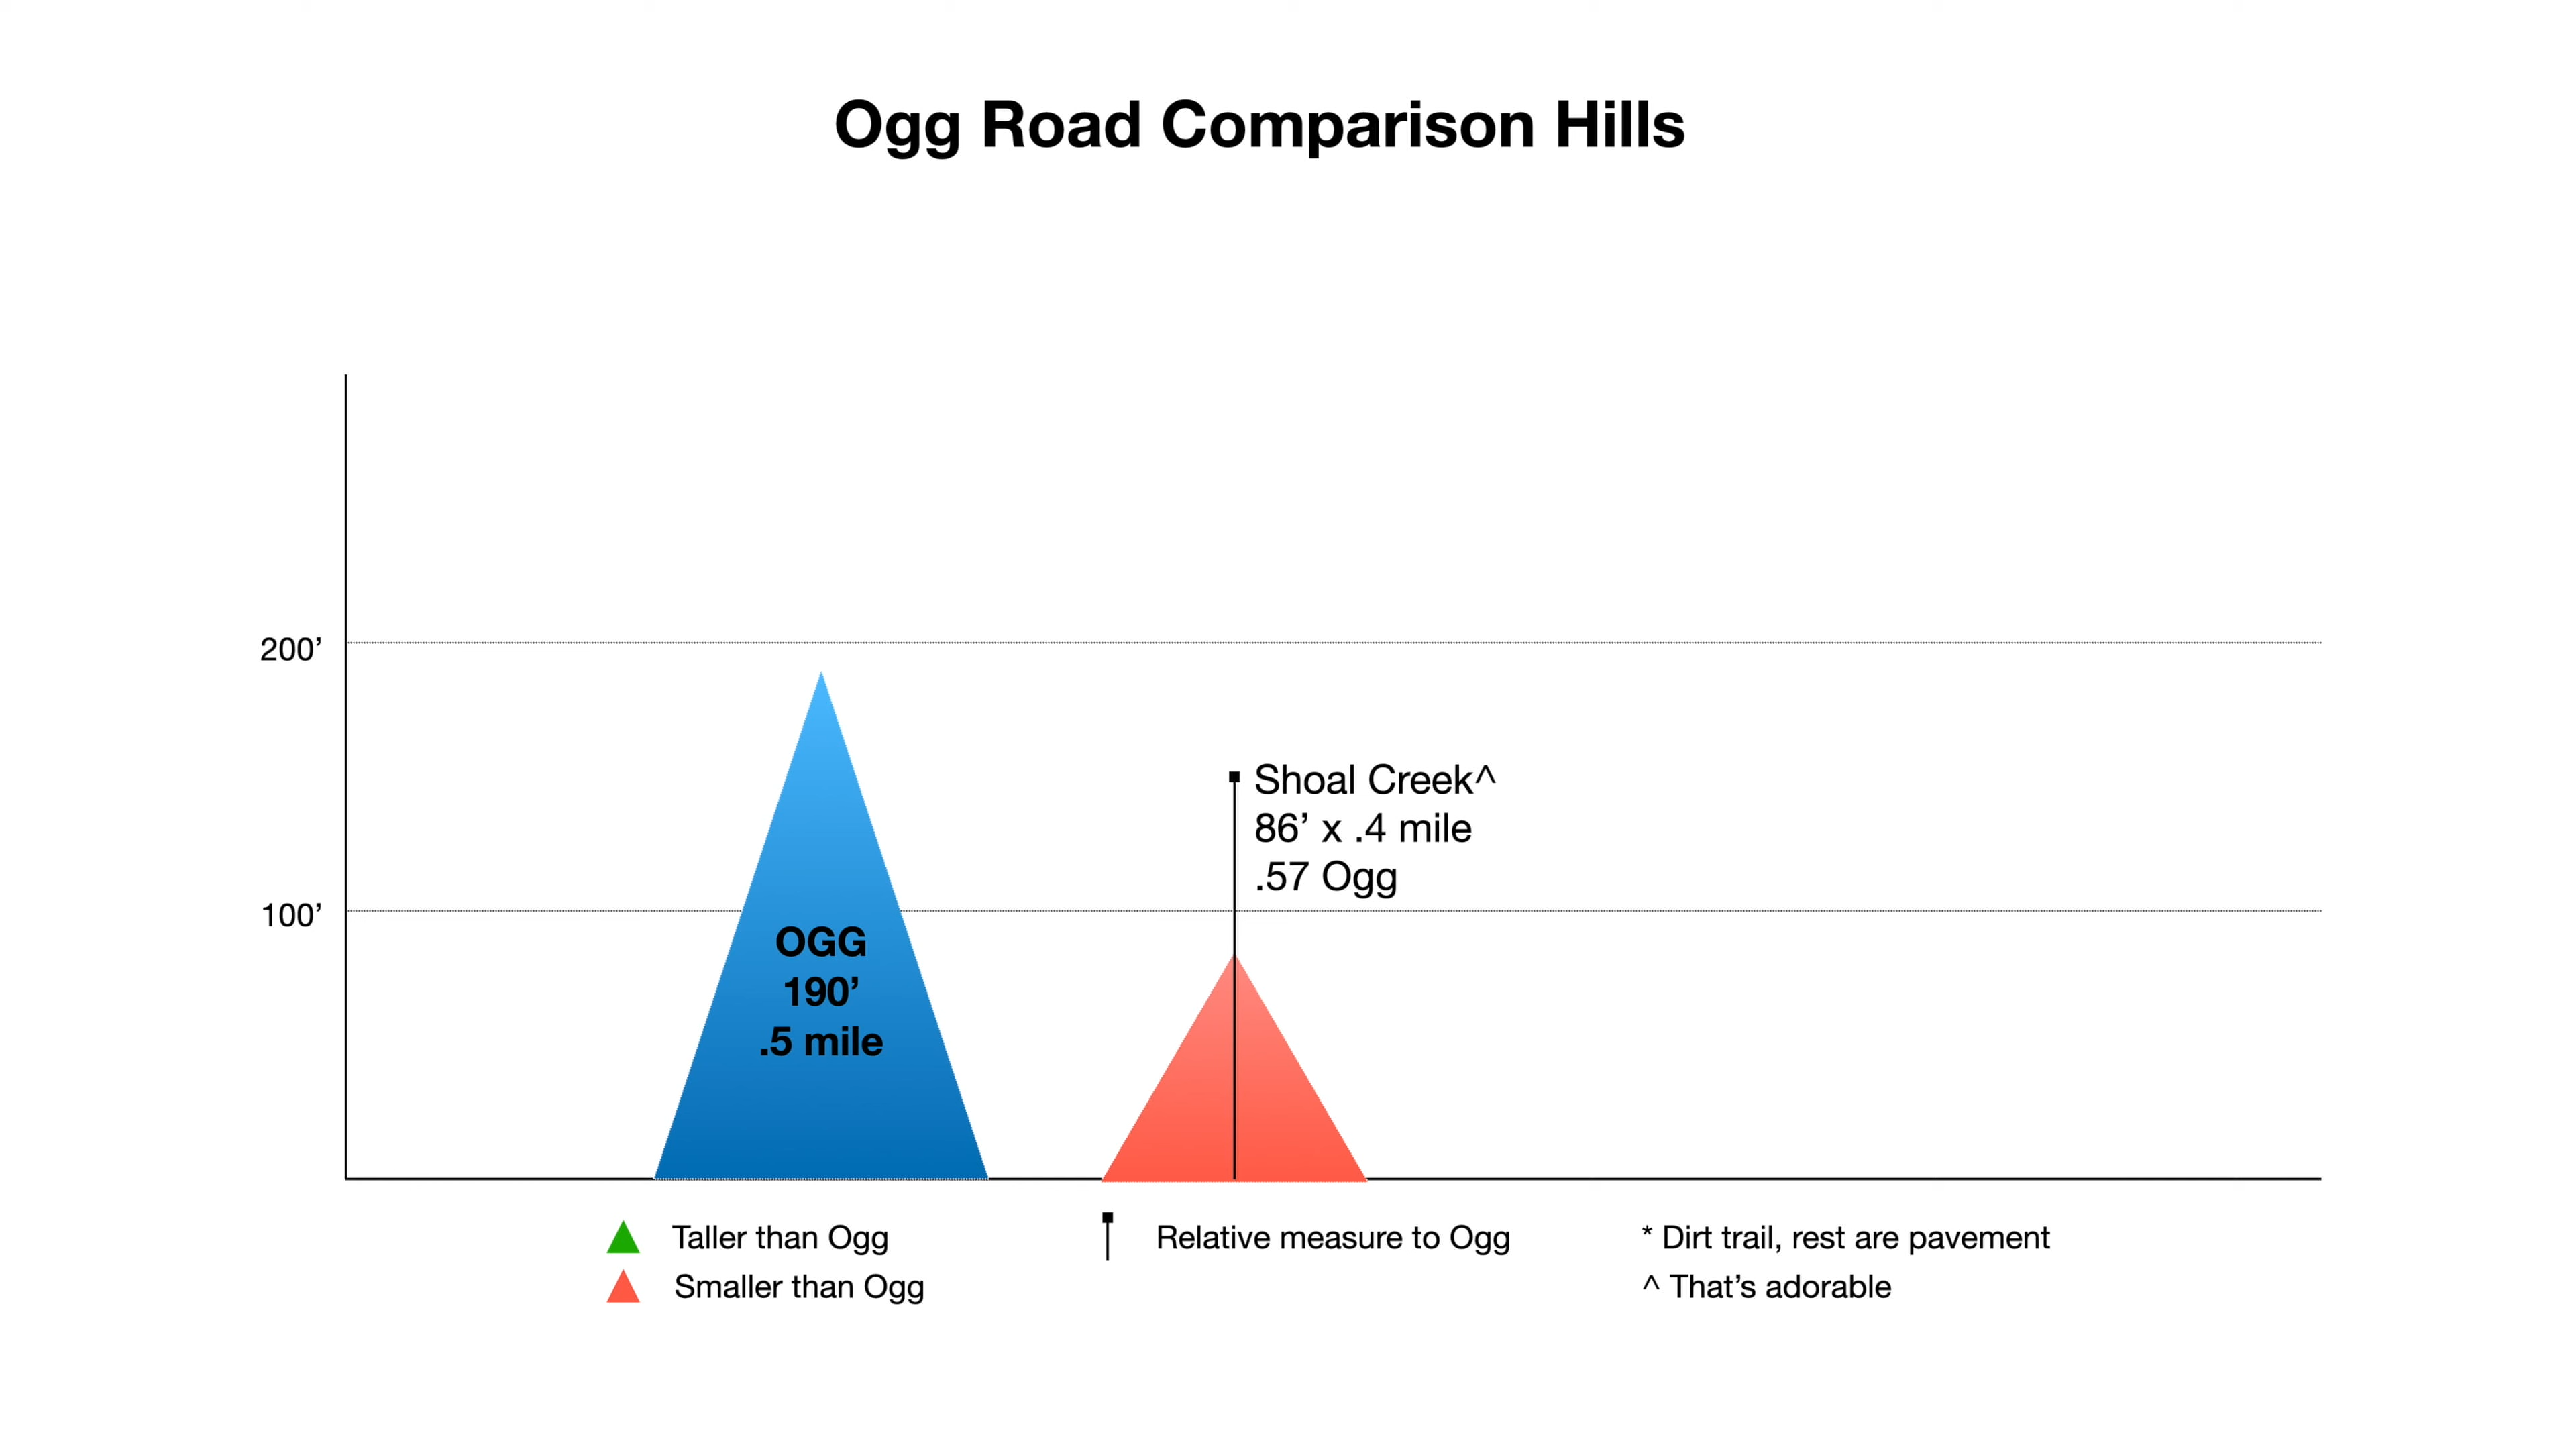 Ogg Road Comparison Hills
200’
Shoal Creek^
86’ x .4 mile
.57 Ogg
100’
OGG
190’
.5 mile
Taller than Ogg
Smaller than Ogg
Relative measure to Ogg
* Dirt trail, rest are pavement
^ That’s adorable